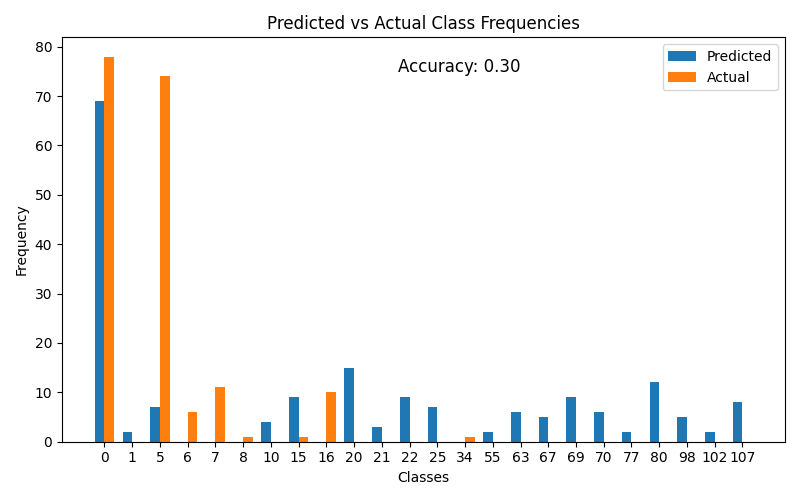 Predicted vs Actual Class Frequencies
Accuracy: 0.30
Predicted
Actual
Frequency
80
70
60
50
40
30
20
10
0
0 1 5 6 7 8 10 15 16 20 21 22 25 34 55 63 67 69 70 77 80 98 102 107
Classes